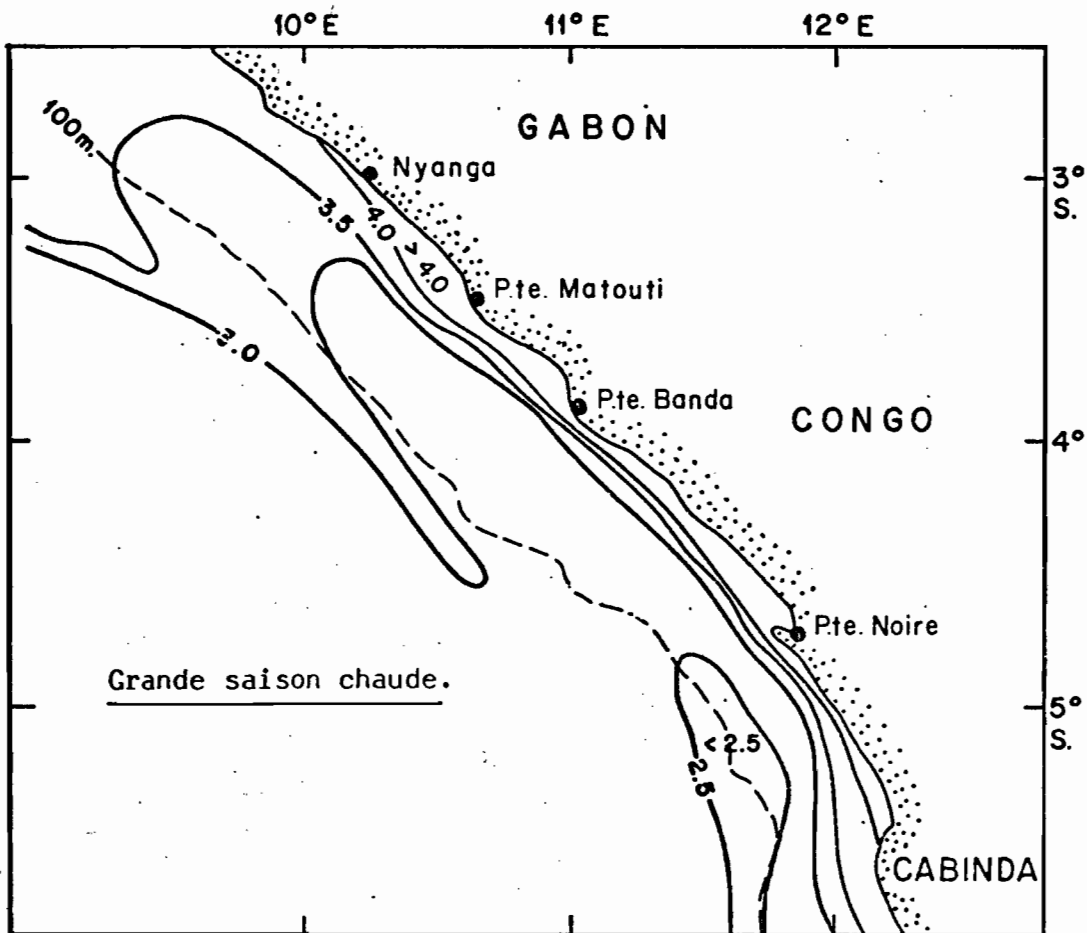 10° E 11° E 12° E
100m.
GABON
Nyanga
3°
S.
3.5
4.0 > 4.0
P.te. Matouti
3.0
P.te. Banda
CONGO
4°
P.te. Noire
Grande saison chaude.
5°
S.
< 2.5
2.5
CABINDA